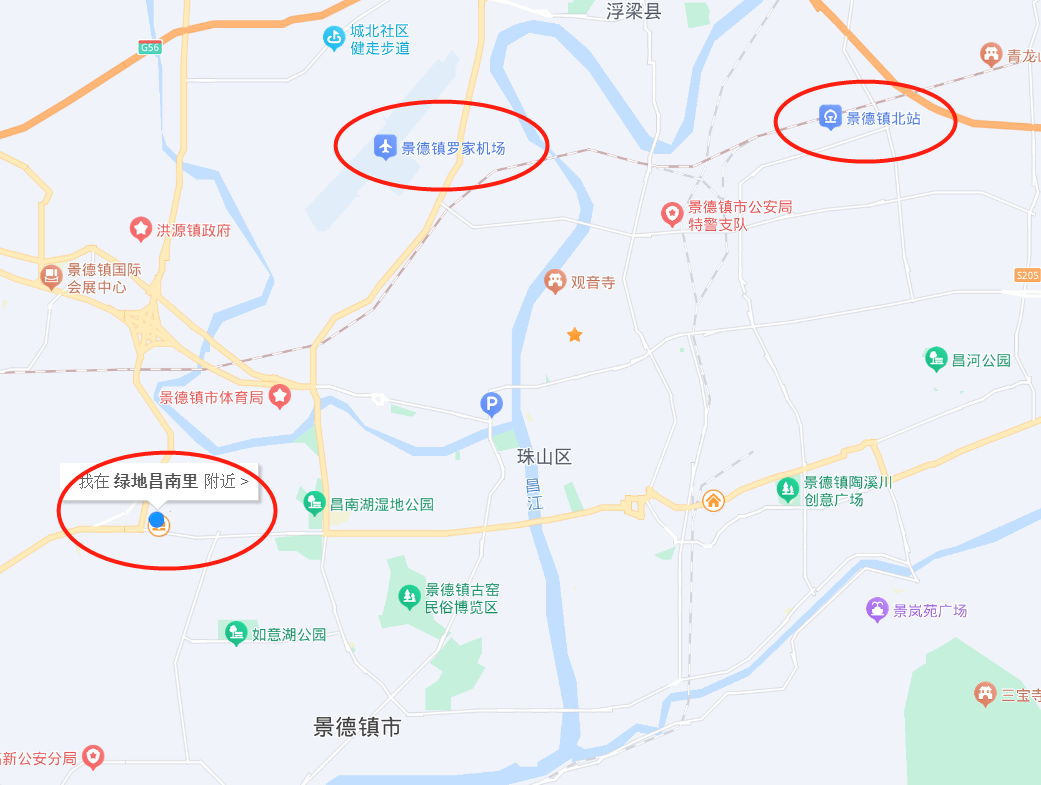 浮梁县
城北社区
健走步道
G56
青龙山
景德镇北站
景德镇罗家机场
景德镇市公安局
特警支队
洪源镇政府
景德镇国际
会展中心
S205
观音寺
昌河公园
景德镇市体育局
P
珠山区
我在 绿地昌南里 附近 >
昌江
景德镇陶溪川
创意广场
昌南湖湿地公园
景德镇古窑
民俗博览区
景岚苑广场
如意湖公园
三宝寺
景德镇市
高新公安分局